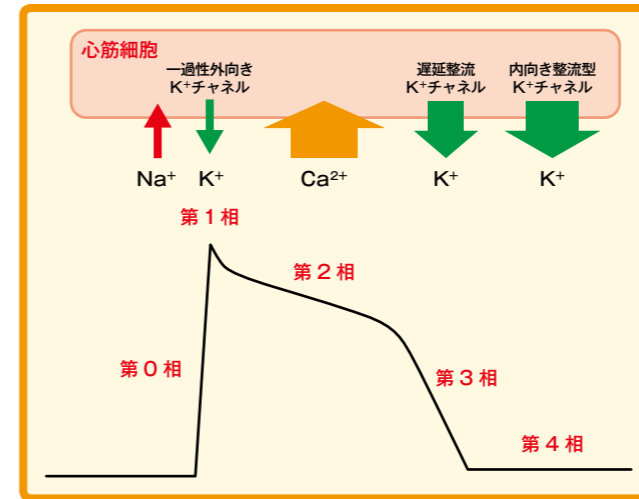 心筋細胞
一過性外向き
K⁺チャネル
遅延整流
K⁺チャネル
内向き整流型
K⁺チャネル
Na⁺
K⁺
Ca²⁺
K⁺
K⁺
第1相
第2相
第0相
第3相
第4相